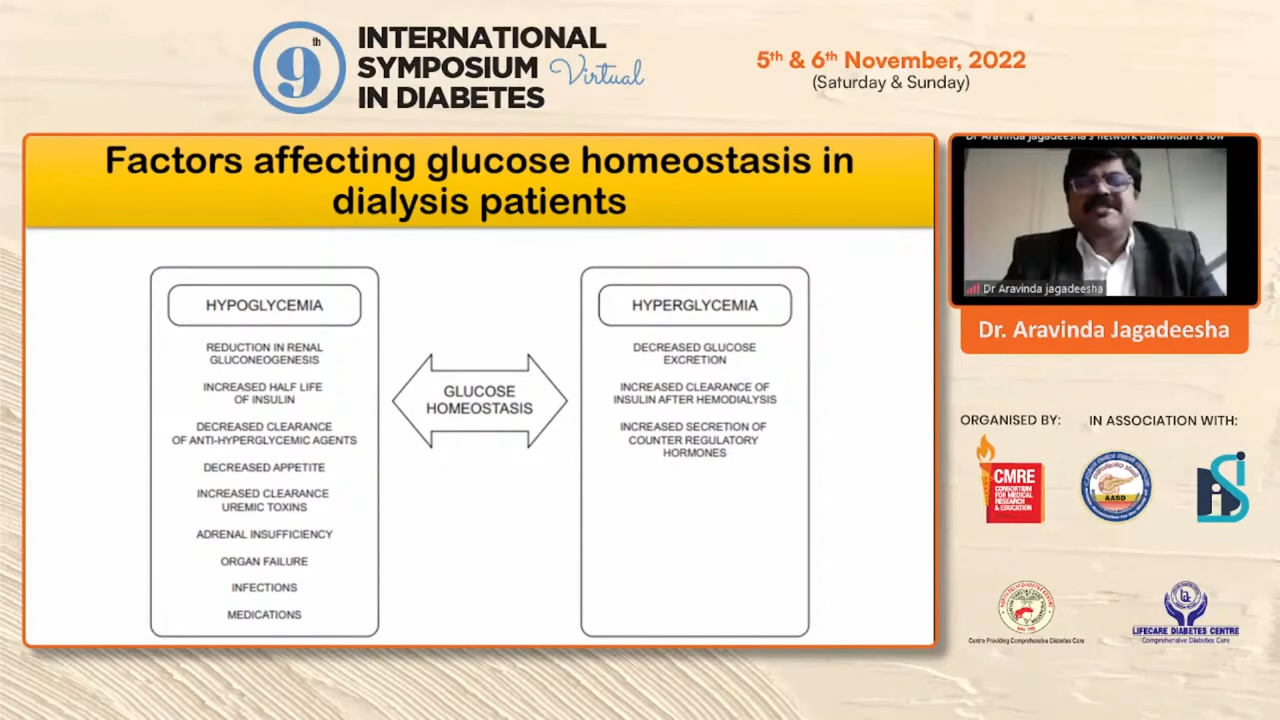 9th
INTERNATIONAL
SYMPOSIUM Virtual
IN DIABETES
5th & 6th November, 2022
(Saturday & Sunday)
Factors affecting glucose homeostasis in
dialysis patients
HYPOGLYCEMIA
REDUCTION IN RENAL
GLUCONEOGENESIS
INCREASED HALF LIFE
OF INSULIN
DECREASED CLEARANCE
OF ANTI-HYPERGLYCEMIC AGENTS
DECREASED APPETITE
INCREASED CLEARANCE
UREMIC TOXINS
ADRENAL INSUFFICIENCY
ORGAN FAILURE
INFECTIONS
MEDICATIONS
GLUCOSE
HOMEOSTASIS
HYPERGLYCEMIA
DECREASED GLUCOSE
EXCRETION
INCREASED CLEARANCE OF
INSULIN AFTER HEMODIALYSIS
INCREASED SECRETION OF
COUNTER REGULATORY
HORMONES
Dr Aravinda jagadeesha's network bandwidth is low
Dr Aravinda jagadeesha
Dr. Aravinda Jagadeesha
ORGANISED BY:
IN ASSOCIATION WITH:
CMRE
CONSORTIUM
FOR MEDICAL
RESEARCH
& EDUCATION
AASD
Centre Providing Comprehensive Diabetes Care
LIFECARE DIABETES CENTRE
Comprehensive Diabetes Care